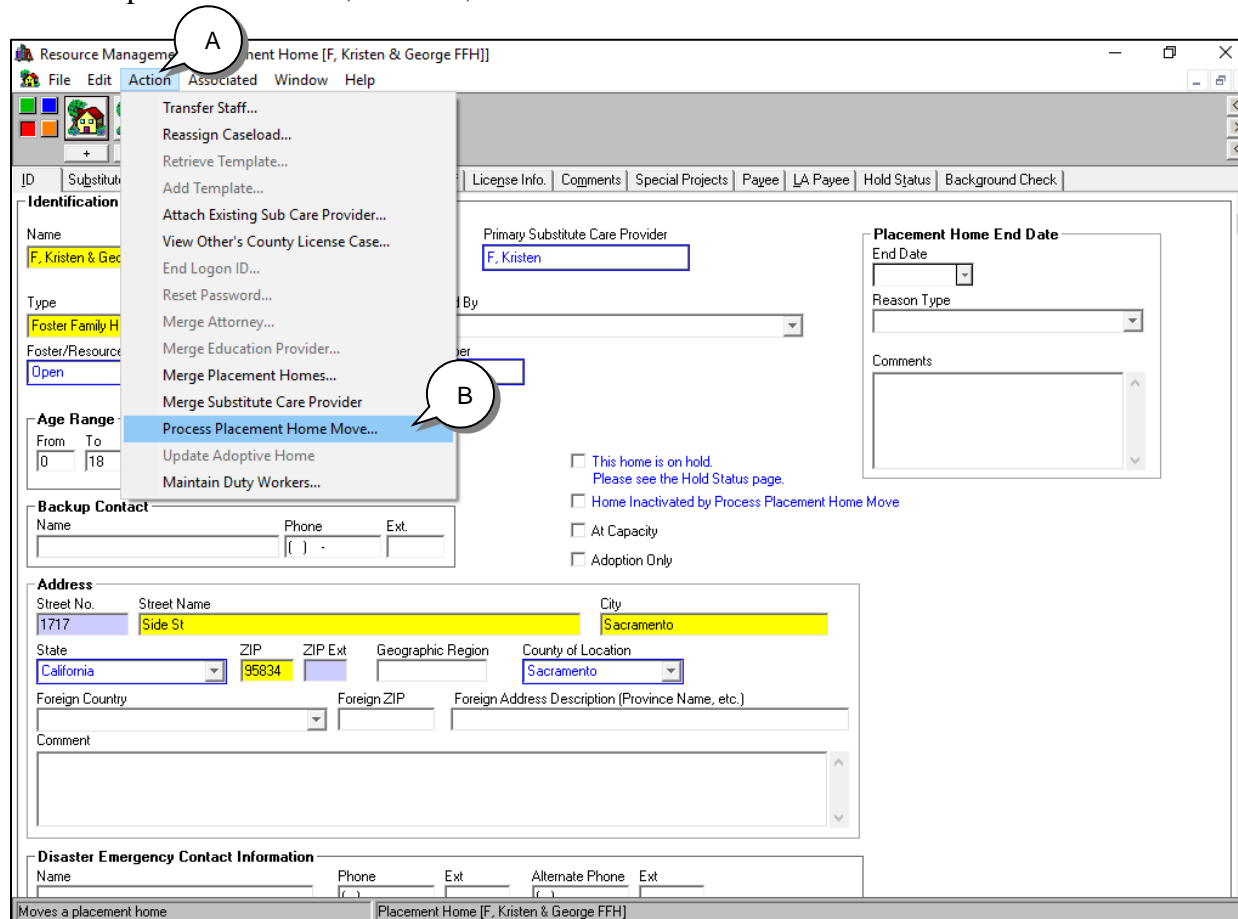 A
Resource Manageme nent Home [F, Kristen & George FFH]]
File Edit Action Associated Window Help
Transfer Staff...
Reassign Caseload...
Retrieve Template...
Add Template...
Attach Existing Sub Care Provider...
View Other's County License Case...
End Logon ID...
Reset Password...
Merge Attorney...
Merge Education Provider...
Merge Placement Homes...
Merge Substitute Care Provider
Process Placement Home Move...
Update Adoptive Home
Maintain Duty Workers...
B
+
ID Substitut License Info. Comments Special Projects Payee LA Payee Hold Status Background Check
Identification
Name Primary Substitute Care Provider
F, Kristen & Geo F, Kristen
Placement Home End Date
End Date
Type d By
Reason Type
Foster Family H
Foster/Resource ber
Open
Comments
Age Range
From To
0 18
This home is on hold.
Please see the Hold Status page.
Home Inactivated by Process Placement Home Move
At Capacity
Adoption Only
Backup Contact
Name Phone Ext.
( ) -
Address
Street No. Street Name City
1717 Side St Sacramento
State ZIP ZIP Ext Geographic Region County of Location
California 95834 Sacramento
Foreign Country Foreign ZIP Foreign Address Description (Province Name, etc.)
Comment
Disaster Emergency Contact Information
Name Phone Ext Alternate Phone Ext
( ) ( )
Moves a placement home Placement Home [F, Kristen & George FFH]